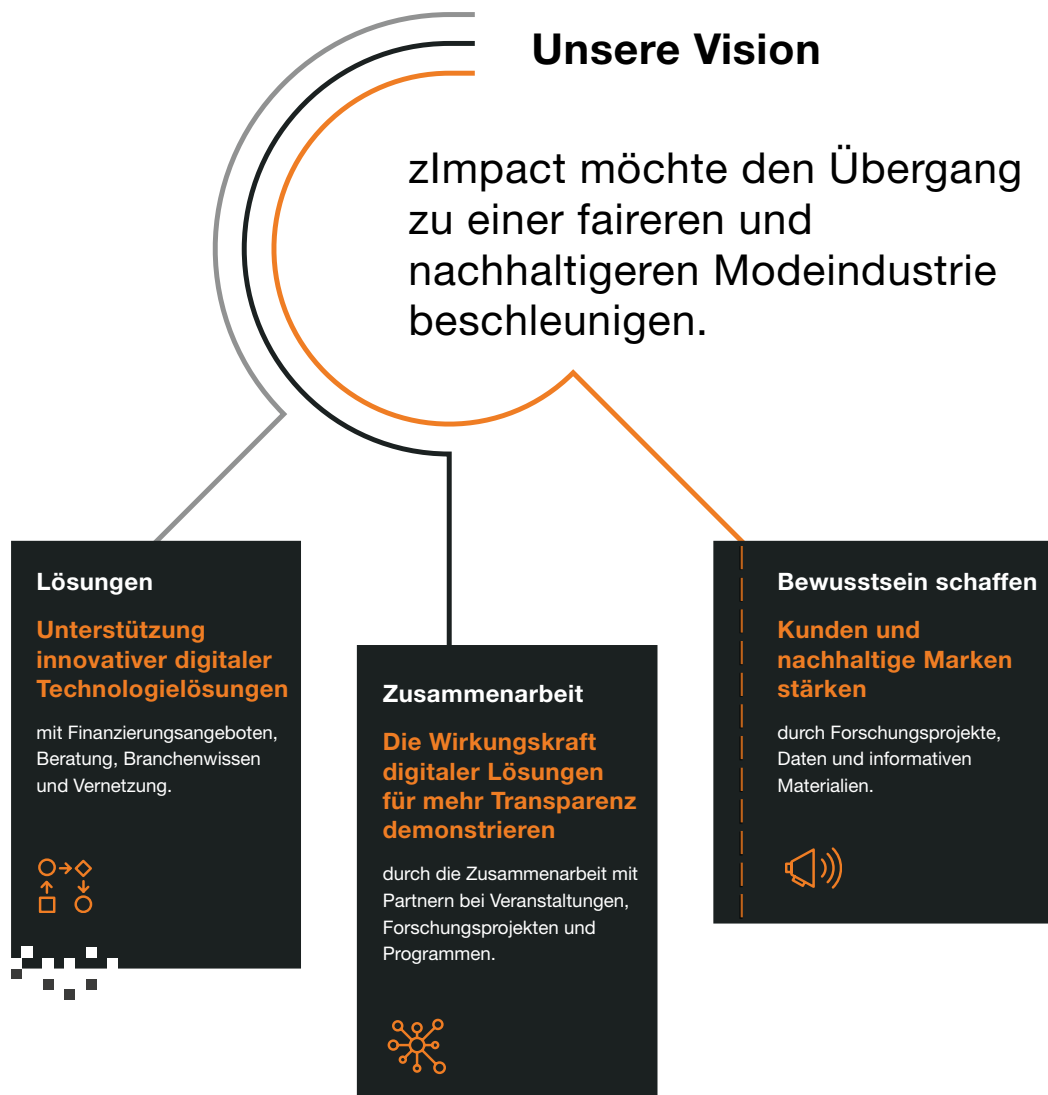 Unsere Vision
zImpact möchte den Übergang
zu einer faireren und
nachhaltigeren Modeindustrie
beschleunigen.
Lösungen
Unterstützung
innovativer digitaler
Technologielösungen
mit Finanzierungsangeboten,
Beratung, Branchenwissen
und Vernetzung.
Zusammenarbeit
Die Wirkungskraft
digitaler Lösungen
für mehr Transparenz
demonstrieren
durch die Zusammenarbeit mit
Partnern bei Veranstaltungen,
Forschungsprojekten und
Programmen.
Bewusstsein schaffen
Kunden und
nachhaltige Marken
stärken
durch Forschungsprojekte,
Daten und informativen
Materialien.